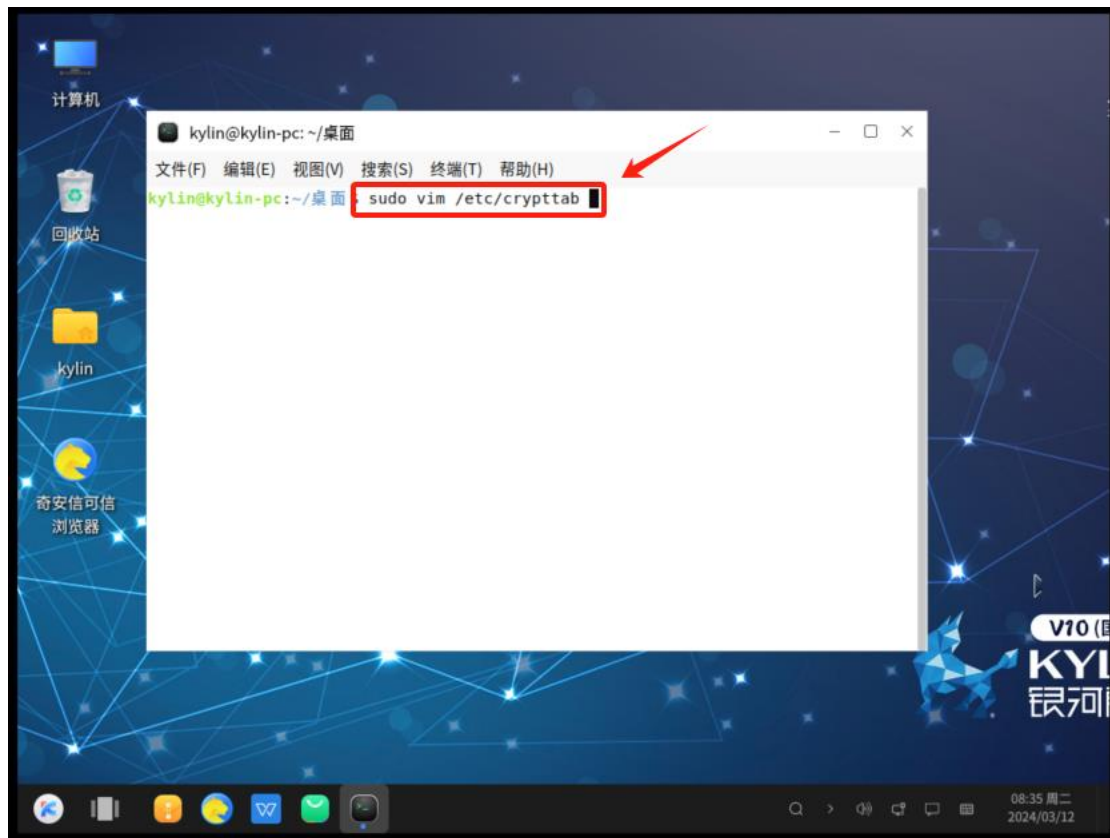 计算机
回收站
kylin
奇安信可信
浏览器
kylin@kylin-pc: ~/桌面
文件(F) 编辑(E) 视图(V) 搜索(S) 终端(T) 帮助(H)
kylin@kylin-pc:~/桌面$ sudo vim /etc/crypttab
V10
KYL
银河
08:35 周二
2024/03/12